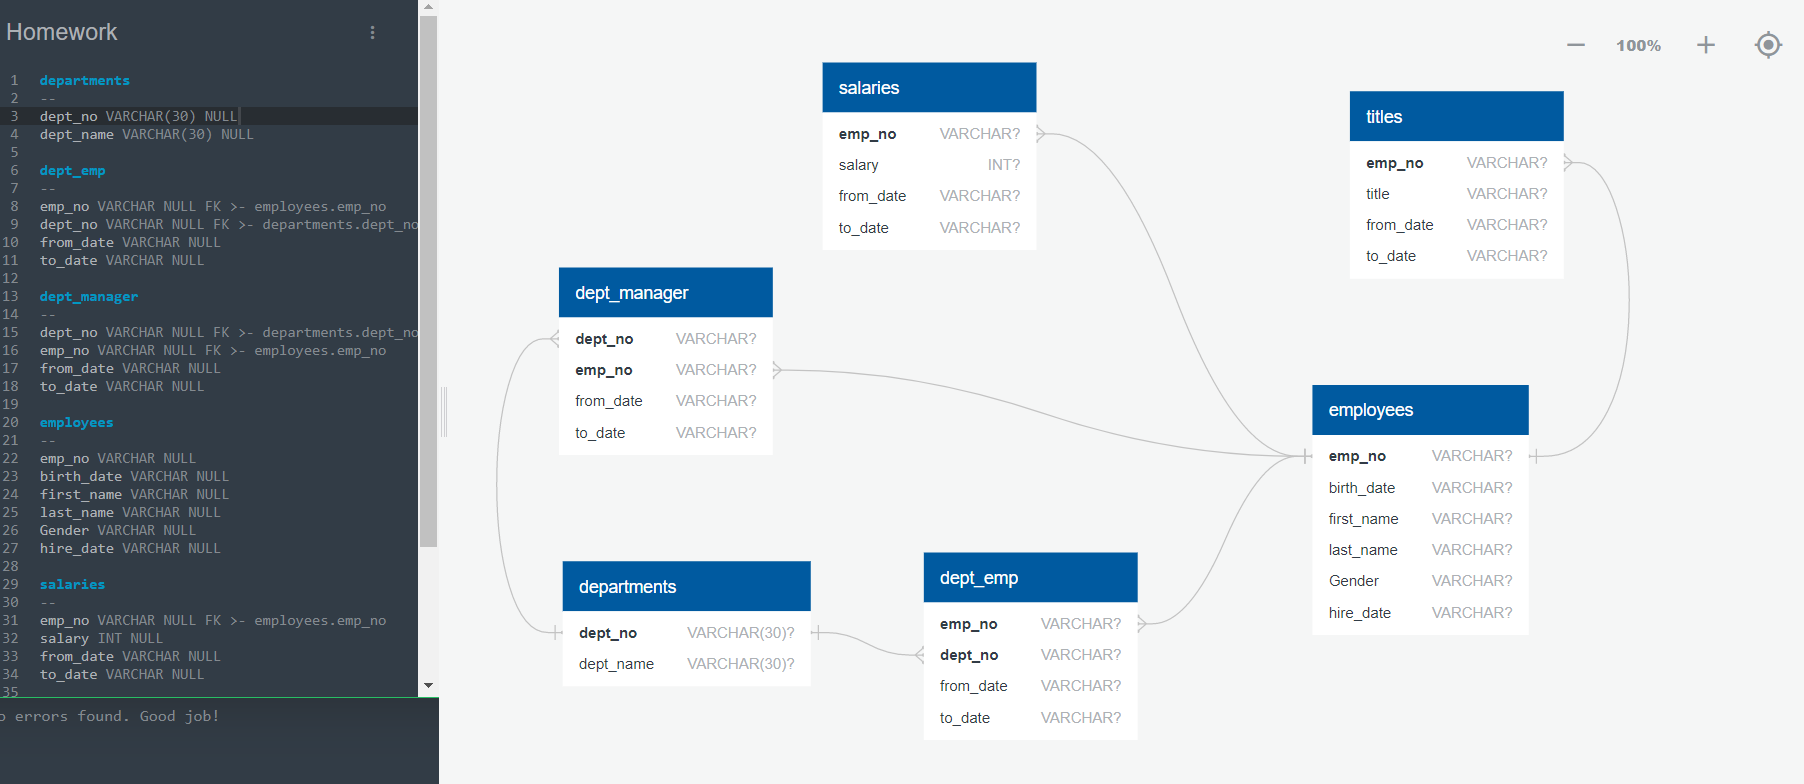 Homework
1 departments
2 --
3 dept_no VARCHAR(30) NULL
4 dept_name VARCHAR(30) NULL
5
6 dept_emp
7 --
8 emp_no VARCHAR NULL FK >- employees.emp_no
9 dept_no VARCHAR NULL FK >- departments.dept_no
10 from_date VARCHAR NULL
11 to_date VARCHAR NULL
12
13 dept_manager
14 --
15 dept_no VARCHAR NULL FK >- departments.dept_no
16 emp_no VARCHAR NULL FK >- employees.emp_no
17 from_date VARCHAR NULL
18 to_date VARCHAR NULL
19
20 employees
21 --
22 emp_no VARCHAR NULL
23 birth_date VARCHAR NULL
24 first_name VARCHAR NULL
25 last_name VARCHAR NULL
26 Gender VARCHAR NULL
27 hire_date VARCHAR NULL
28
29 salaries
30 --
31 emp_no VARCHAR NULL FK >- employees.emp_no
32 salary INT NULL
33 from_date VARCHAR NULL
34 to_date VARCHAR NULL
35
o errors found. Good job!
100%
salaries
emp_no VARCHAR?
salary INT?
from_date VARCHAR?
to_date VARCHAR?
titles
emp_no VARCHAR?
title VARCHAR?
from_date VARCHAR?
to_date VARCHAR?
dept_manager
dept_no VARCHAR?
emp_no VARCHAR?
from_date VARCHAR?
to_date VARCHAR?
employees
emp_no VARCHAR?
birth_date VARCHAR?
first_name VARCHAR?
last_name VARCHAR?
Gender VARCHAR?
hire_date VARCHAR?
departments
dept_no VARCHAR(30)?
dept_name VARCHAR(30)?
dept_emp
emp_no VARCHAR?
dept_no VARCHAR?
from_date VARCHAR?
to_date VARCHAR?